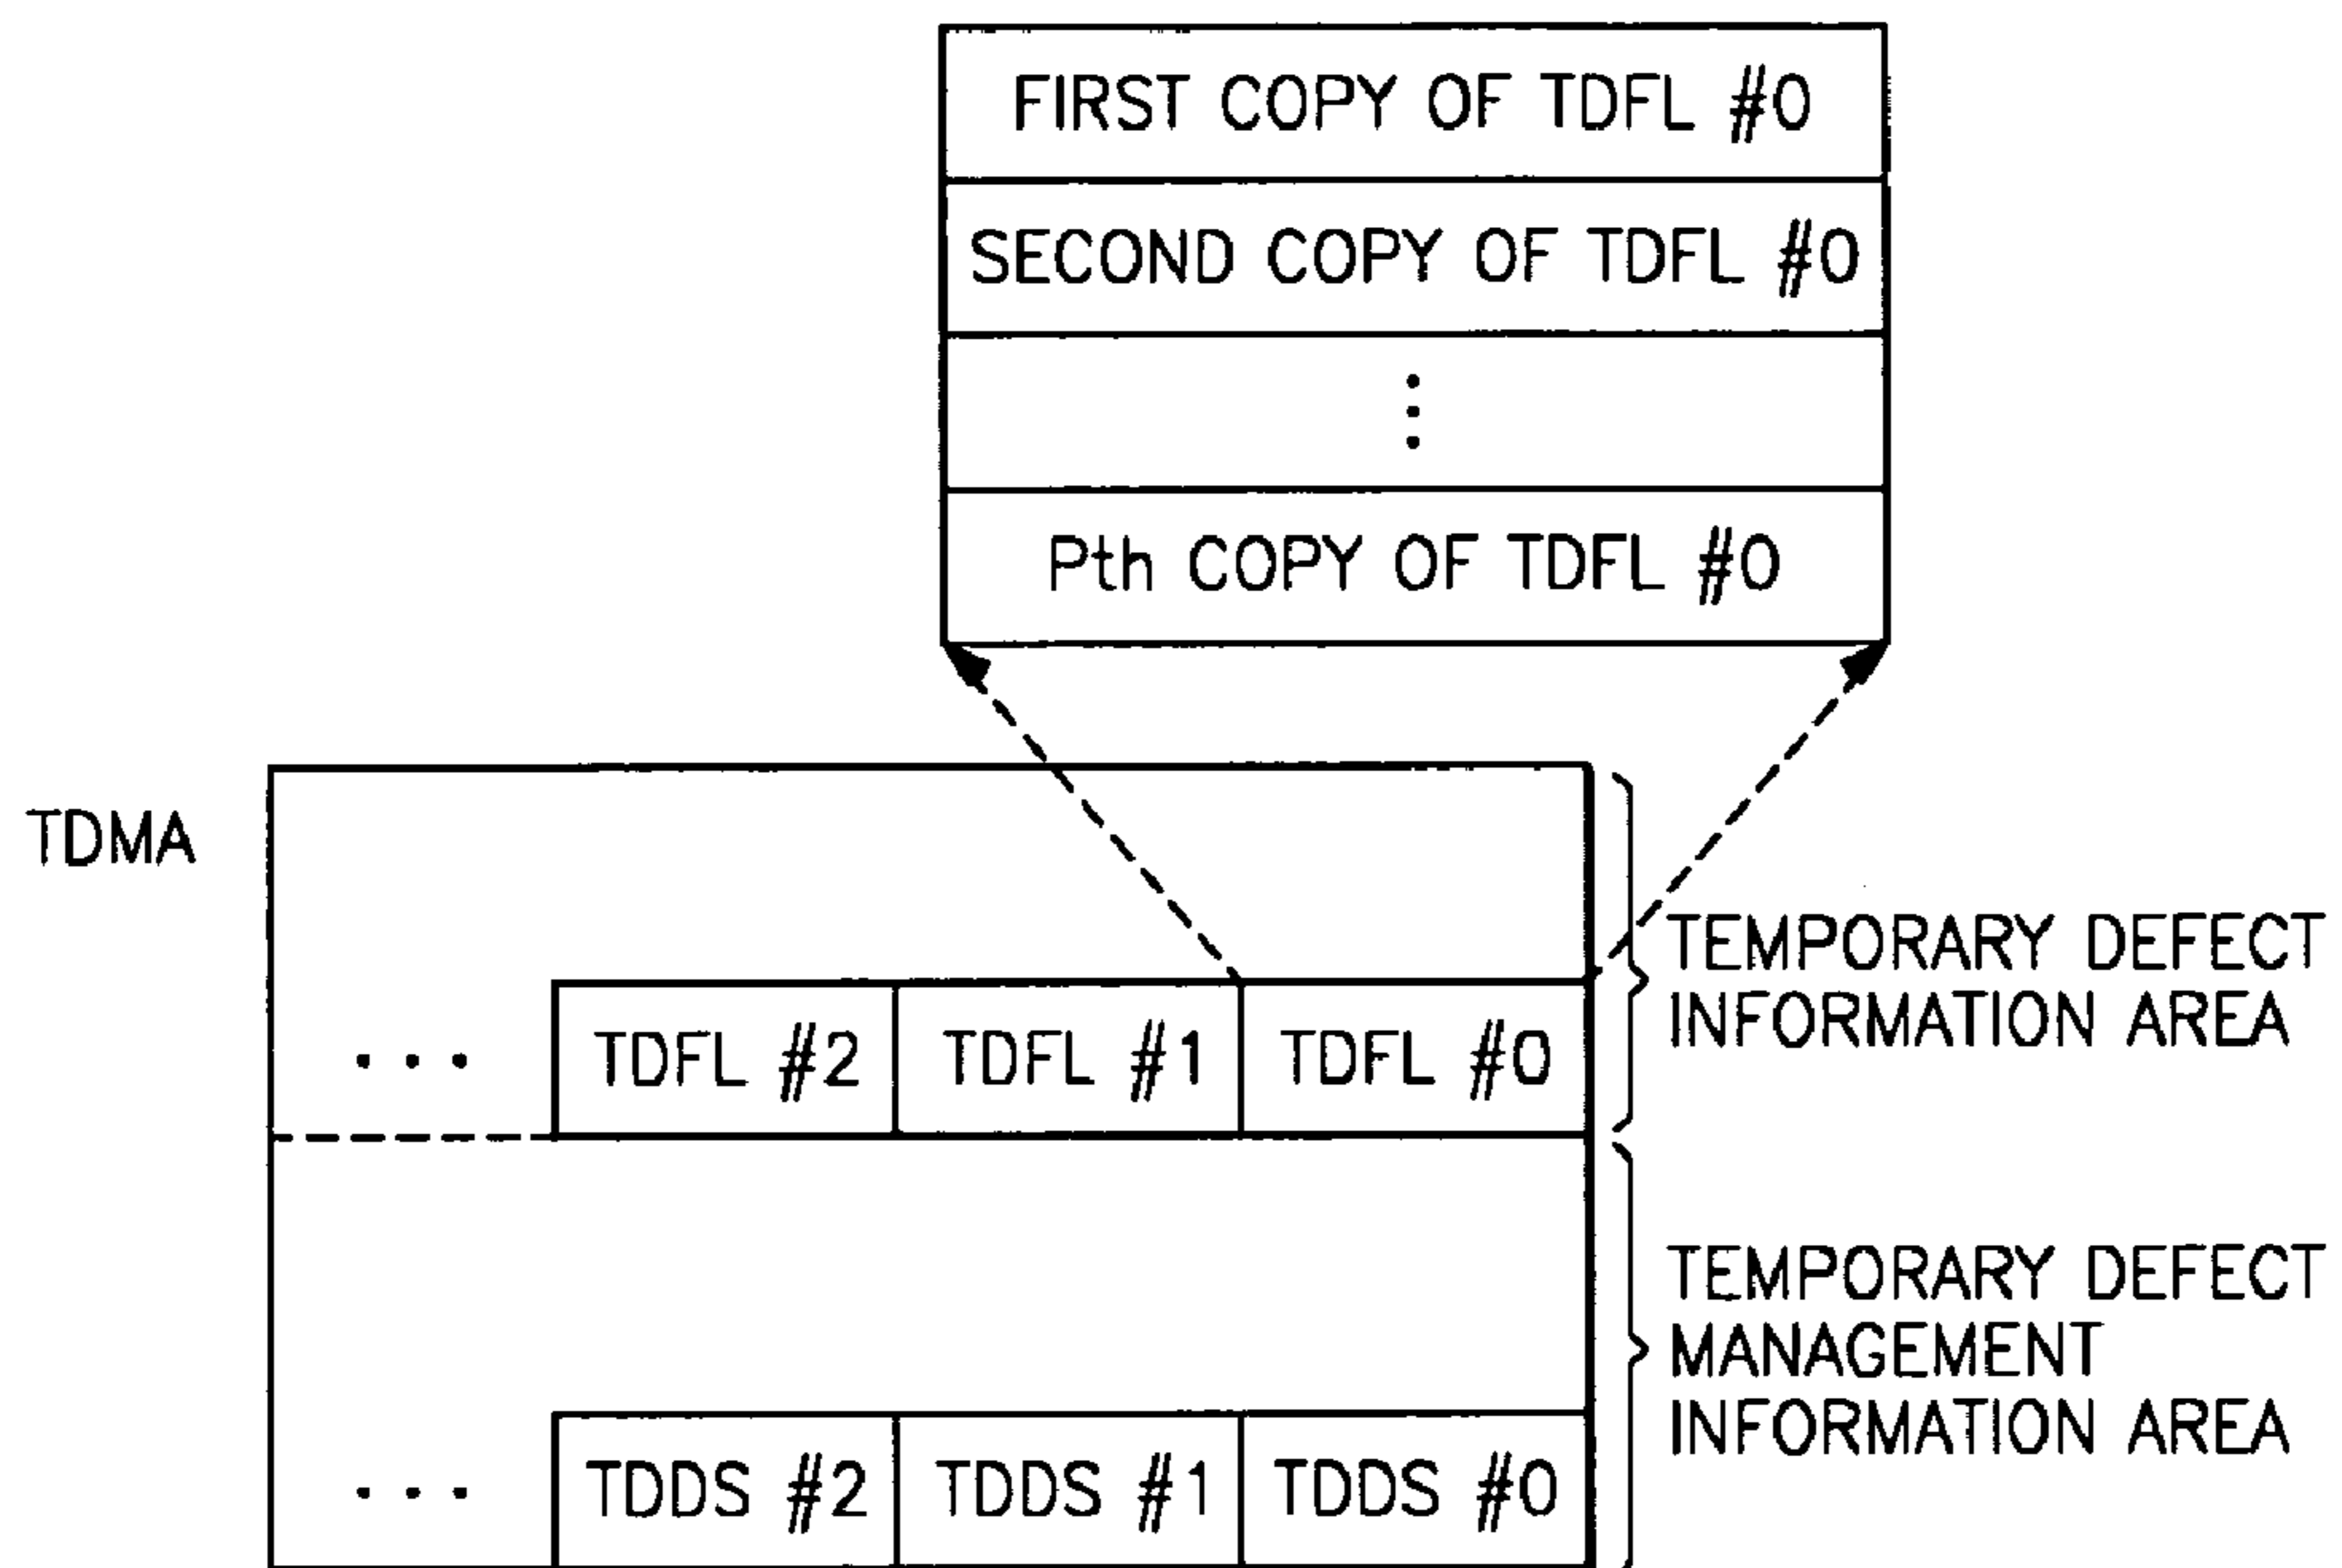 FIRST COPY OF TDFL #0
SECOND COPY OF TDFL #0
⋮
Pth COPY OF TDFL #0
TDMA
TEMPORARY DEFECT
INFORMATION AREA
... TDFL #2 TDFL #1 TDFL #0
TEMPORARY DEFECT
MANAGEMENT
INFORMATION AREA
... TDDS #2 TDDS #1 TDDS #0